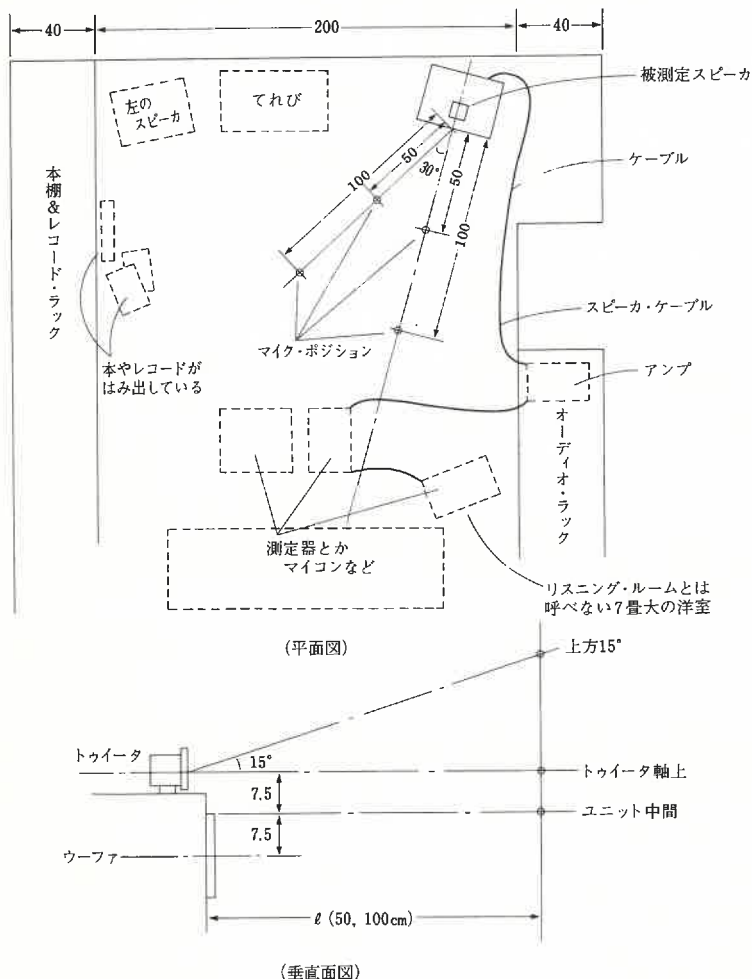 40
200
40
左の
スピーカ
てれび
被測定スピーカ
30°
50
100
50
100
ケーブル
本棚&レコード・ラック
マイク・ポジション
スピーカ・ケーブル
本やレコードが
はみ出している
アンプ
オーディオ・ラック
測定器とか
マイコンなど
リスニング・ルームとは
呼べない7畳大の洋室
(平面図)
上方15°
トゥイータ
15°
トゥイータ軸上
7.5
ユニット中間
7.5
ウーファ
ℓ (50, 100cm)
(垂直面図)